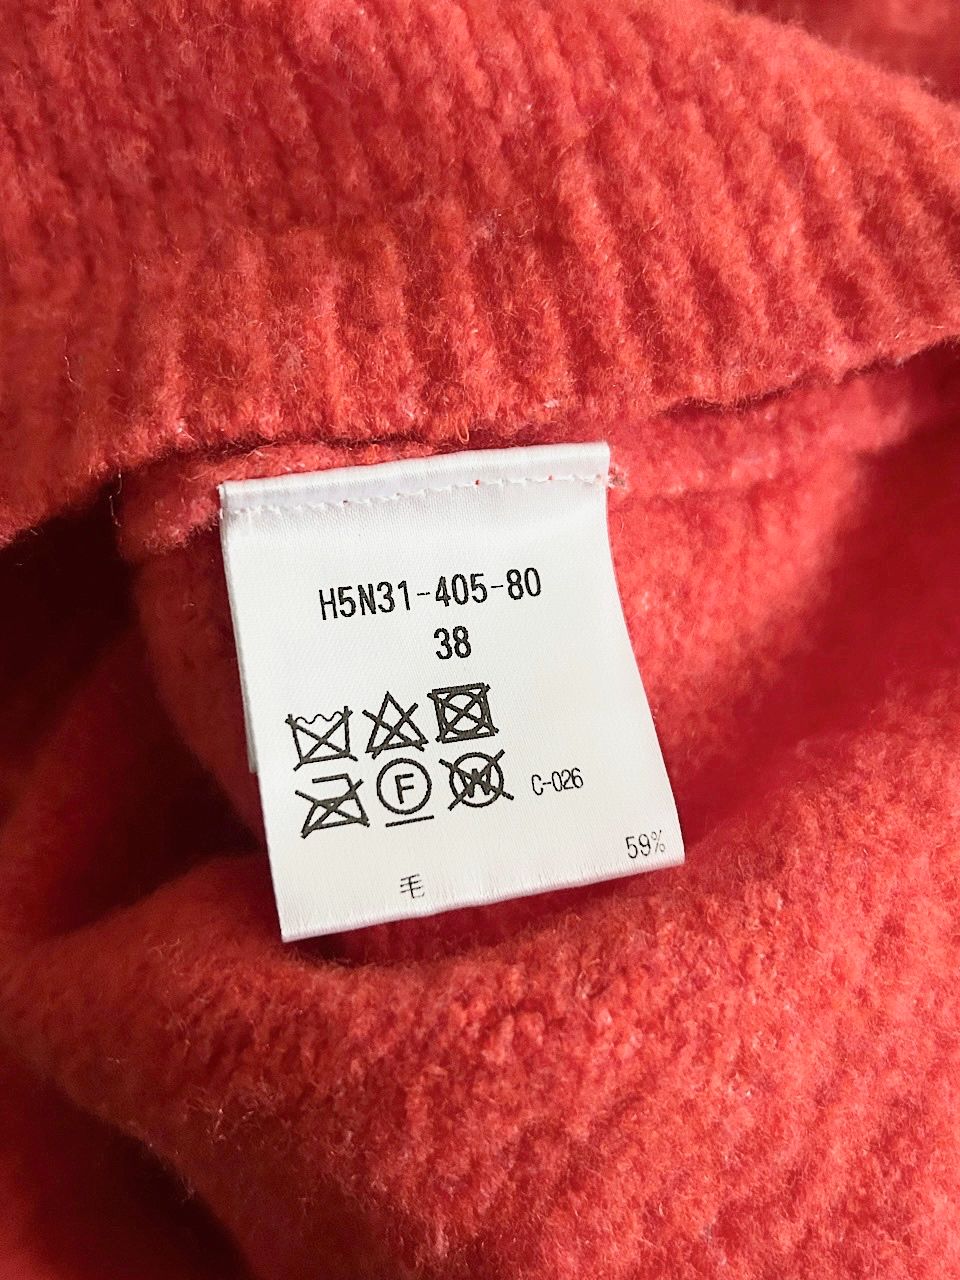 H5N31-405-80
38
F W C-026
毛 59%